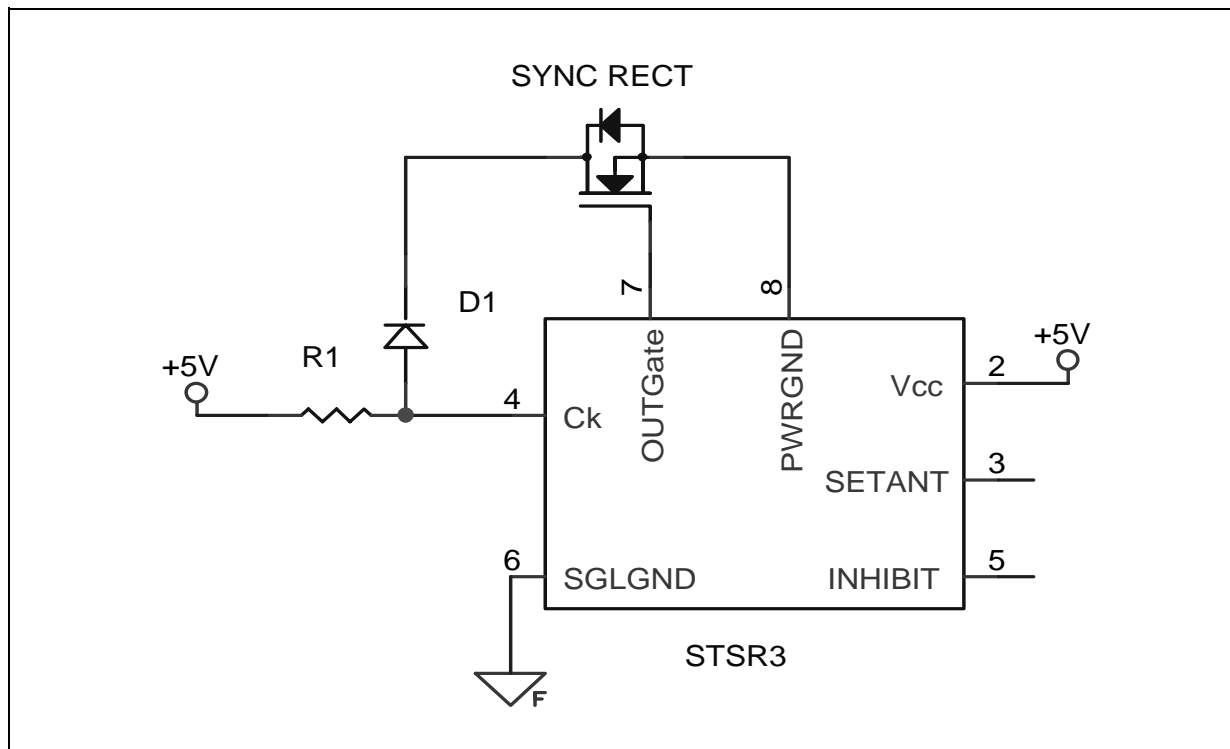 SYNC RECT
D1
R1
+5V
4
Ck
7
OUTGate
8
PWRGND
+5V
2
Vcc
3
SETANT
5
INHIBIT
6
SGLGND
F
STSR3